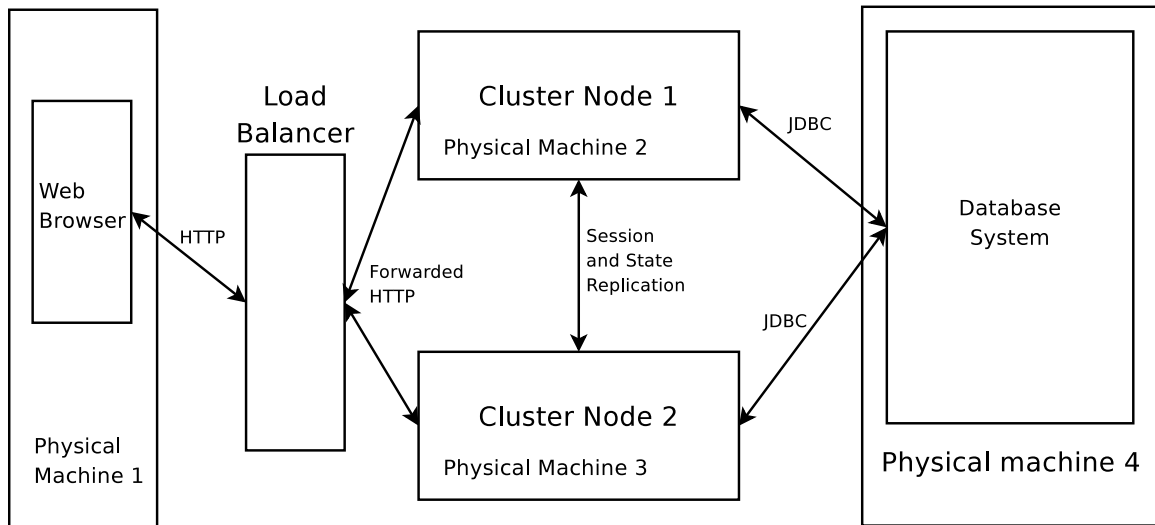 Web
Browser
Physical
Machine 1
HTTP
Load
Balancer
Forwarded
HTTP
Cluster Node 1
Physical Machine 2
Session
and State
Replication
Cluster Node 2
Physical Machine 3
JDBC
JDBC
Database
System
Physical machine 4